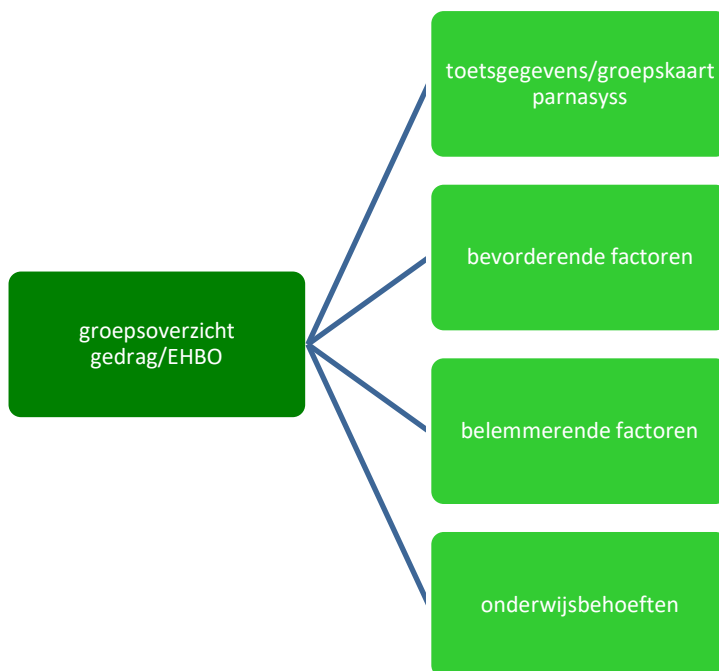 toetsgegevens/groepskaart
parnasyss
bevorderende factoren
groepsoverzicht
gedrag/EHBO
belemmerende factoren
onderwijsbehoeften